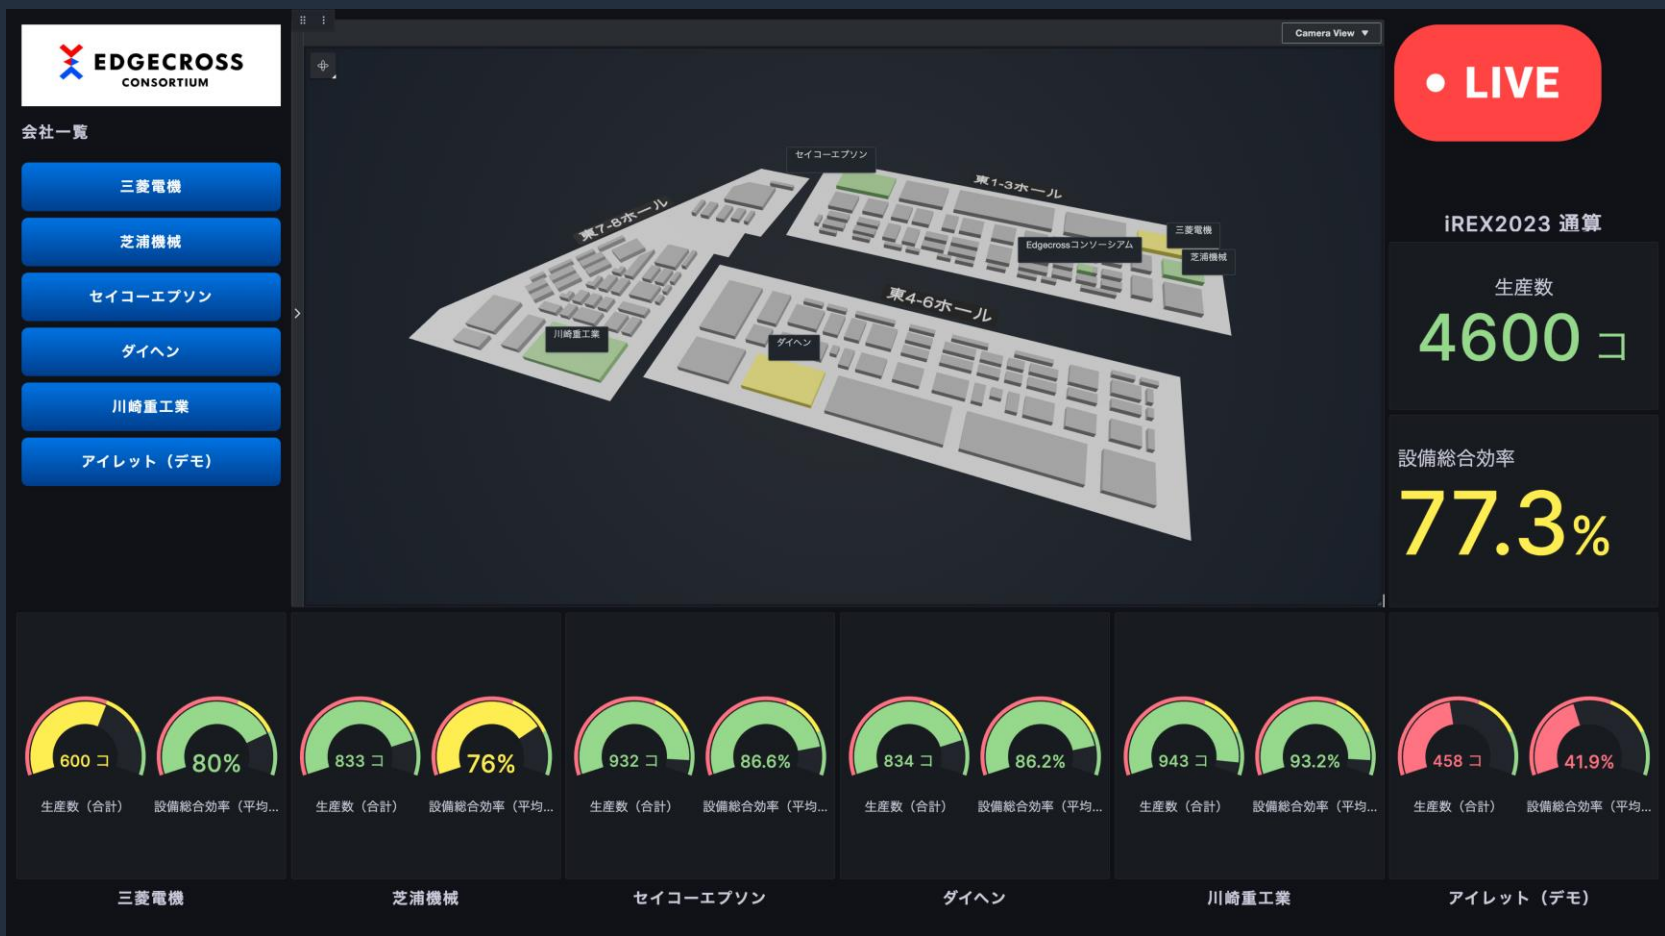 EDGECROSS
CONSORTIUM
会社一覧
三菱電機
芝浦機械
セイコーエプソン
ダイヘン
川崎重工業
アイレット（デモ）
Camera View
セイコーエプソン
東1-3ホール
東7-8ホール
三菱電機
Edgecrossコンソーシアム
芝浦機械
東4-6ホール
川崎重工業
ダイヘン
LIVE
iREX2023 通算
生産数
4600 コ
設備総合効率
77.3%
600 コ
80%
生産数（合計）
設備総合効率（平均...
三菱電機
833 コ
76%
生産数（合計）
設備総合効率（平均...
芝浦機械
932 コ
86.6%
生産数（合計）
設備総合効率（平均...
セイコーエプソン
834 コ
86.2%
生産数（合計）
設備総合効率（平均...
ダイヘン
943 コ
93.2%
生産数（合計）
設備総合効率（平均...
川崎重工業
458 コ
41.9%
生産数（合計）
設備総合効率（平均...
アイレット（デモ）